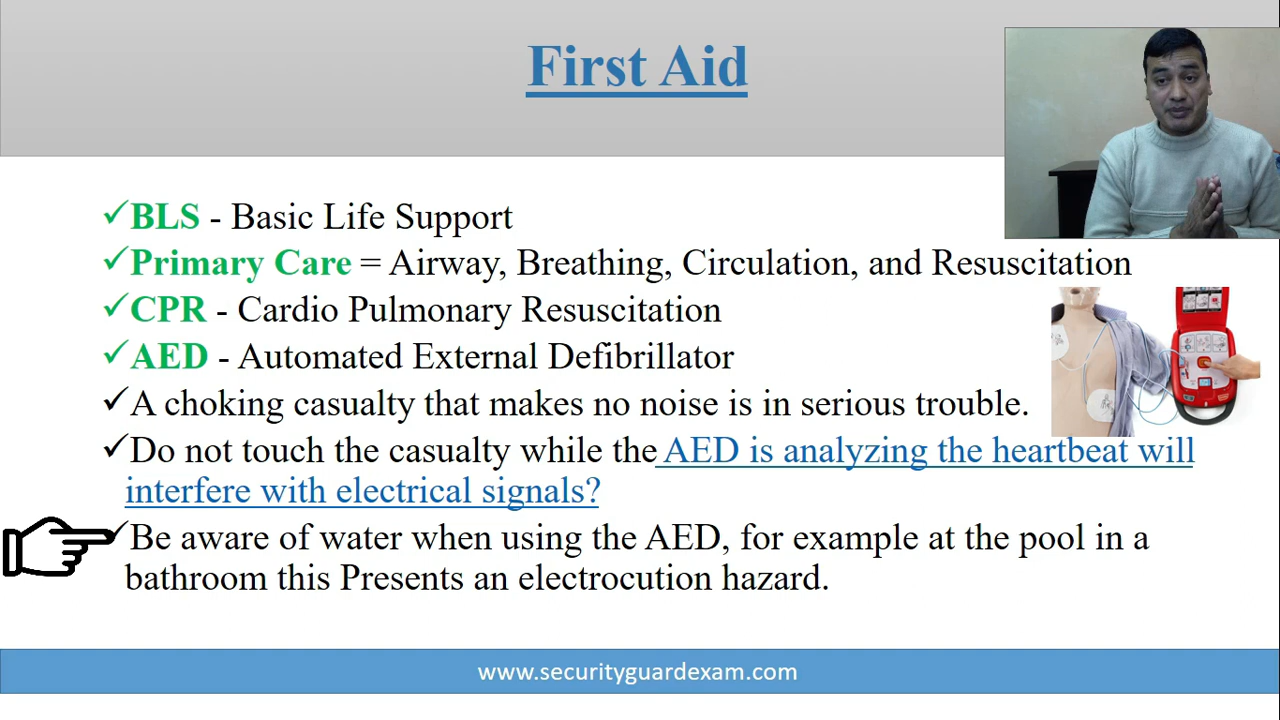 First Aid
✓BLS - Basic Life Support
✓Primary Care = Airway, Breathing, Circulation, and Resuscitation
✓CPR - Cardio Pulmonary Resuscitation
✓AED - Automated External Defibrillator
✓A choking casualty that makes no noise is in serious trouble.
✓Do not touch the casualty while the AED is analyzing the heartbeat will
interfere with electrical signals?
✓Be aware of water when using the AED, for example at the pool in a
bathroom this Presents an electrocution hazard.
www.securityguardexam.com